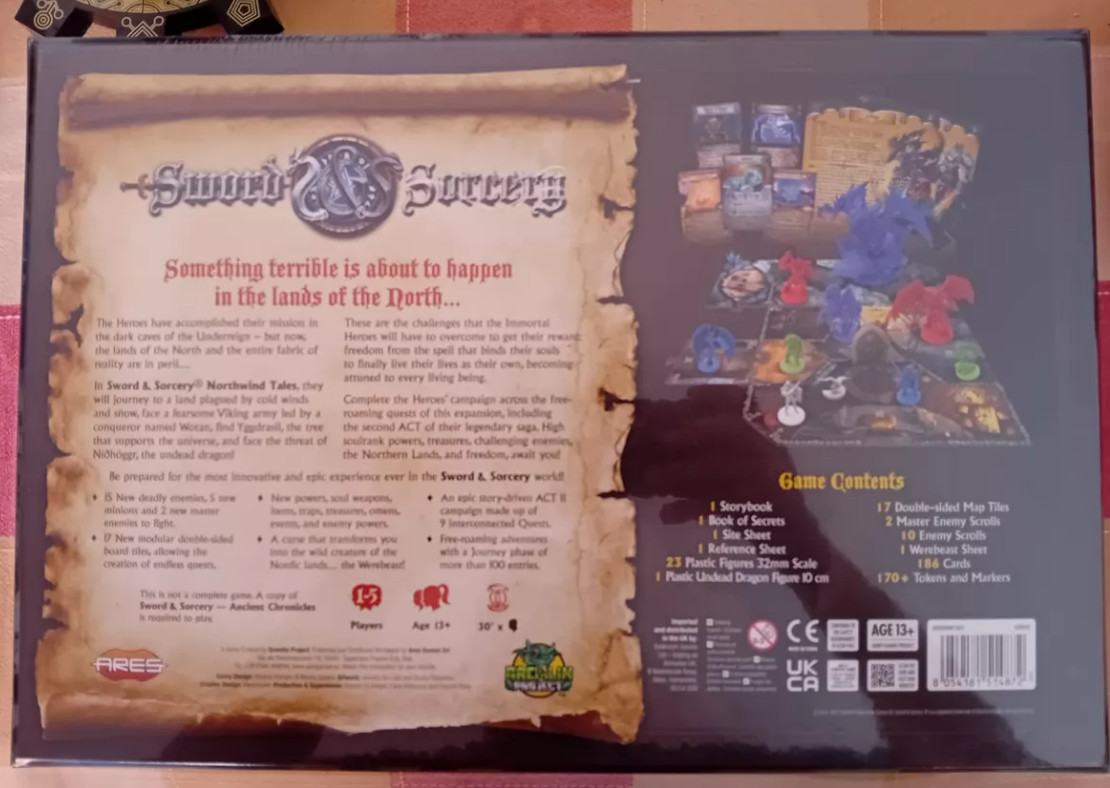 Sword & Sorcery
Something terrible is about to happen
in the lands of the North...
The Heroes have accomplished their mission in
the dark caves of the Undereign – but now,
the lands of the North and the entire fabric of
reality are in peril...
In Sword & Sorcery® Northwind Tales, they
will journey to a land plagued by cold winds
and snow, face a fearsome Viking army led by a
conqueror named Wotan, find Yggdrasil, the tree
that supports the universe, and face the threat of
Niðhöggr, the undead dragon!
These are the challenges that the Immortal
Heroes will have to overcome to get their reward:
freedom from the spell that binds their souls
to finally live their lives as their own, becoming
attuned to every living being.
Complete the Heroes' campaign across the free-
roaming quests of this expansion, including
the second ACT of their legendary saga. High
soulrank powers, treasures, challenging enemies,
the Northern Lands, and freedom, await you!
Be prepared for the most innovative and epic experience ever in the Sword & Sorcery world!
♦ 15 New deadly enemies, 5 new
minions and 2 new master
enemies to fight.
♦ 17 New modular double-sided
board tiles, allowing the
creation of endless quests.
♦ New powers, soul weapons,
items, traps, treasures, omens,
events, and enemy powers.
♦ A curse that transforms you
into the wild creature of the
Nordic lands... the Werebeast!
♦ An epic story-driven ACT II
campaign made up of
9 Interconnected Quests.
♦ Free-roaming adventures
with a Journey phase of
more than 100 entries.
This is not a complete game. A copy of
Sword & Sorcery — Ancient Chronicles
is required to play.
1-5
Players
Age 13+
30' x
ARES
GREMLIN
PROJECT
Game Contents
1 Storybook
1 Book of Secrets
1 Site Sheet
1 Reference Sheet
23 Plastic Figures 32mm Scale
1 Plastic Undead Dragon Figure 10 cm
17 Double-sided Map Tiles
2 Master Enemy Scrolls
10 Enemy Scrolls
1 Werebeast Sheet
186 Cards
170+ Tokens and Markers
Imported
and distributed
in the UK by
CE
UK
CA
AGE 13+